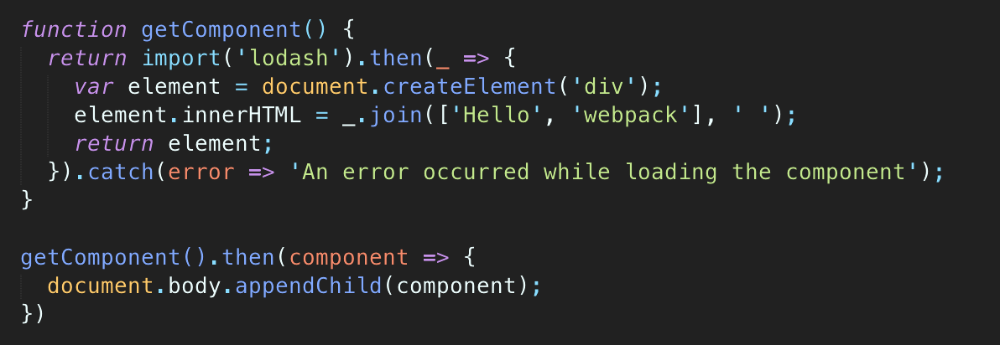 function getComponent() {
  return import('lodash').then(_ => {
    var element = document.createElement('div');
    element.innerHTML = _.join(['Hello', 'webpack'], ' ');
    return element;
  }).catch(error => 'An error occurred while loading the component');
}

getComponent().then(component => {
  document.body.appendChild(component);
})